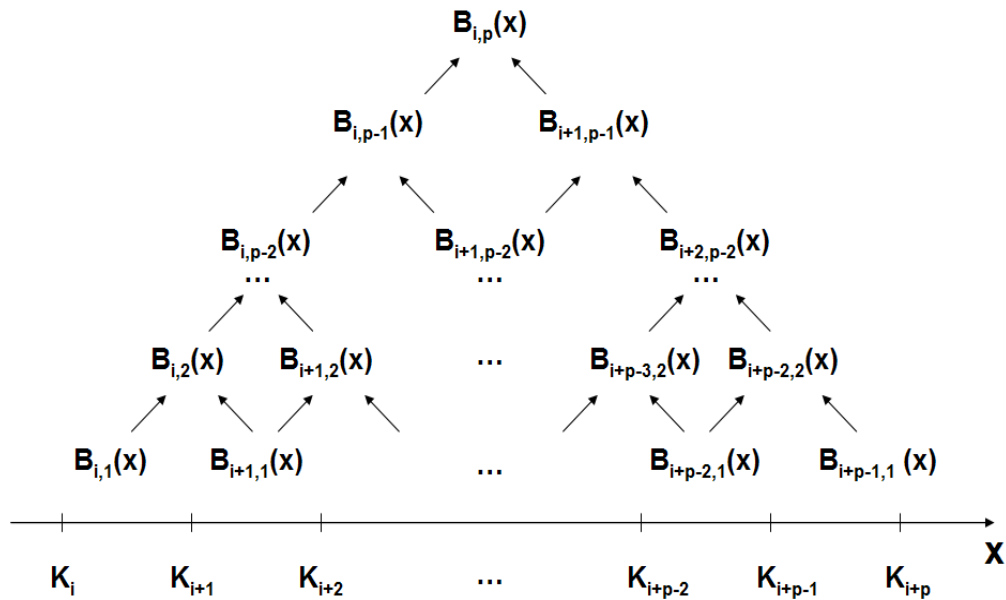 B_{i,p}(x)
B_{i,p-1}(x) B_{i+1,p-1}(x)
B_{i,p-2}(x) B_{i+1,p-2}(x) B_{i+2,p-2}(x)
... ... ...
B_{i,2}(x) B_{i+1,2}(x) ... B_{i+p-3,2}(x) B_{i+p-2,2}(x)
B_{i,1}(x) B_{i+1,1}(x) ... B_{i+p-2,1}(x) B_{i+p-1,1} (x)
x
K_i K_{i+1} K_{i+2} ... K_{i+p-2} K_{i+p-1} K_{i+p}